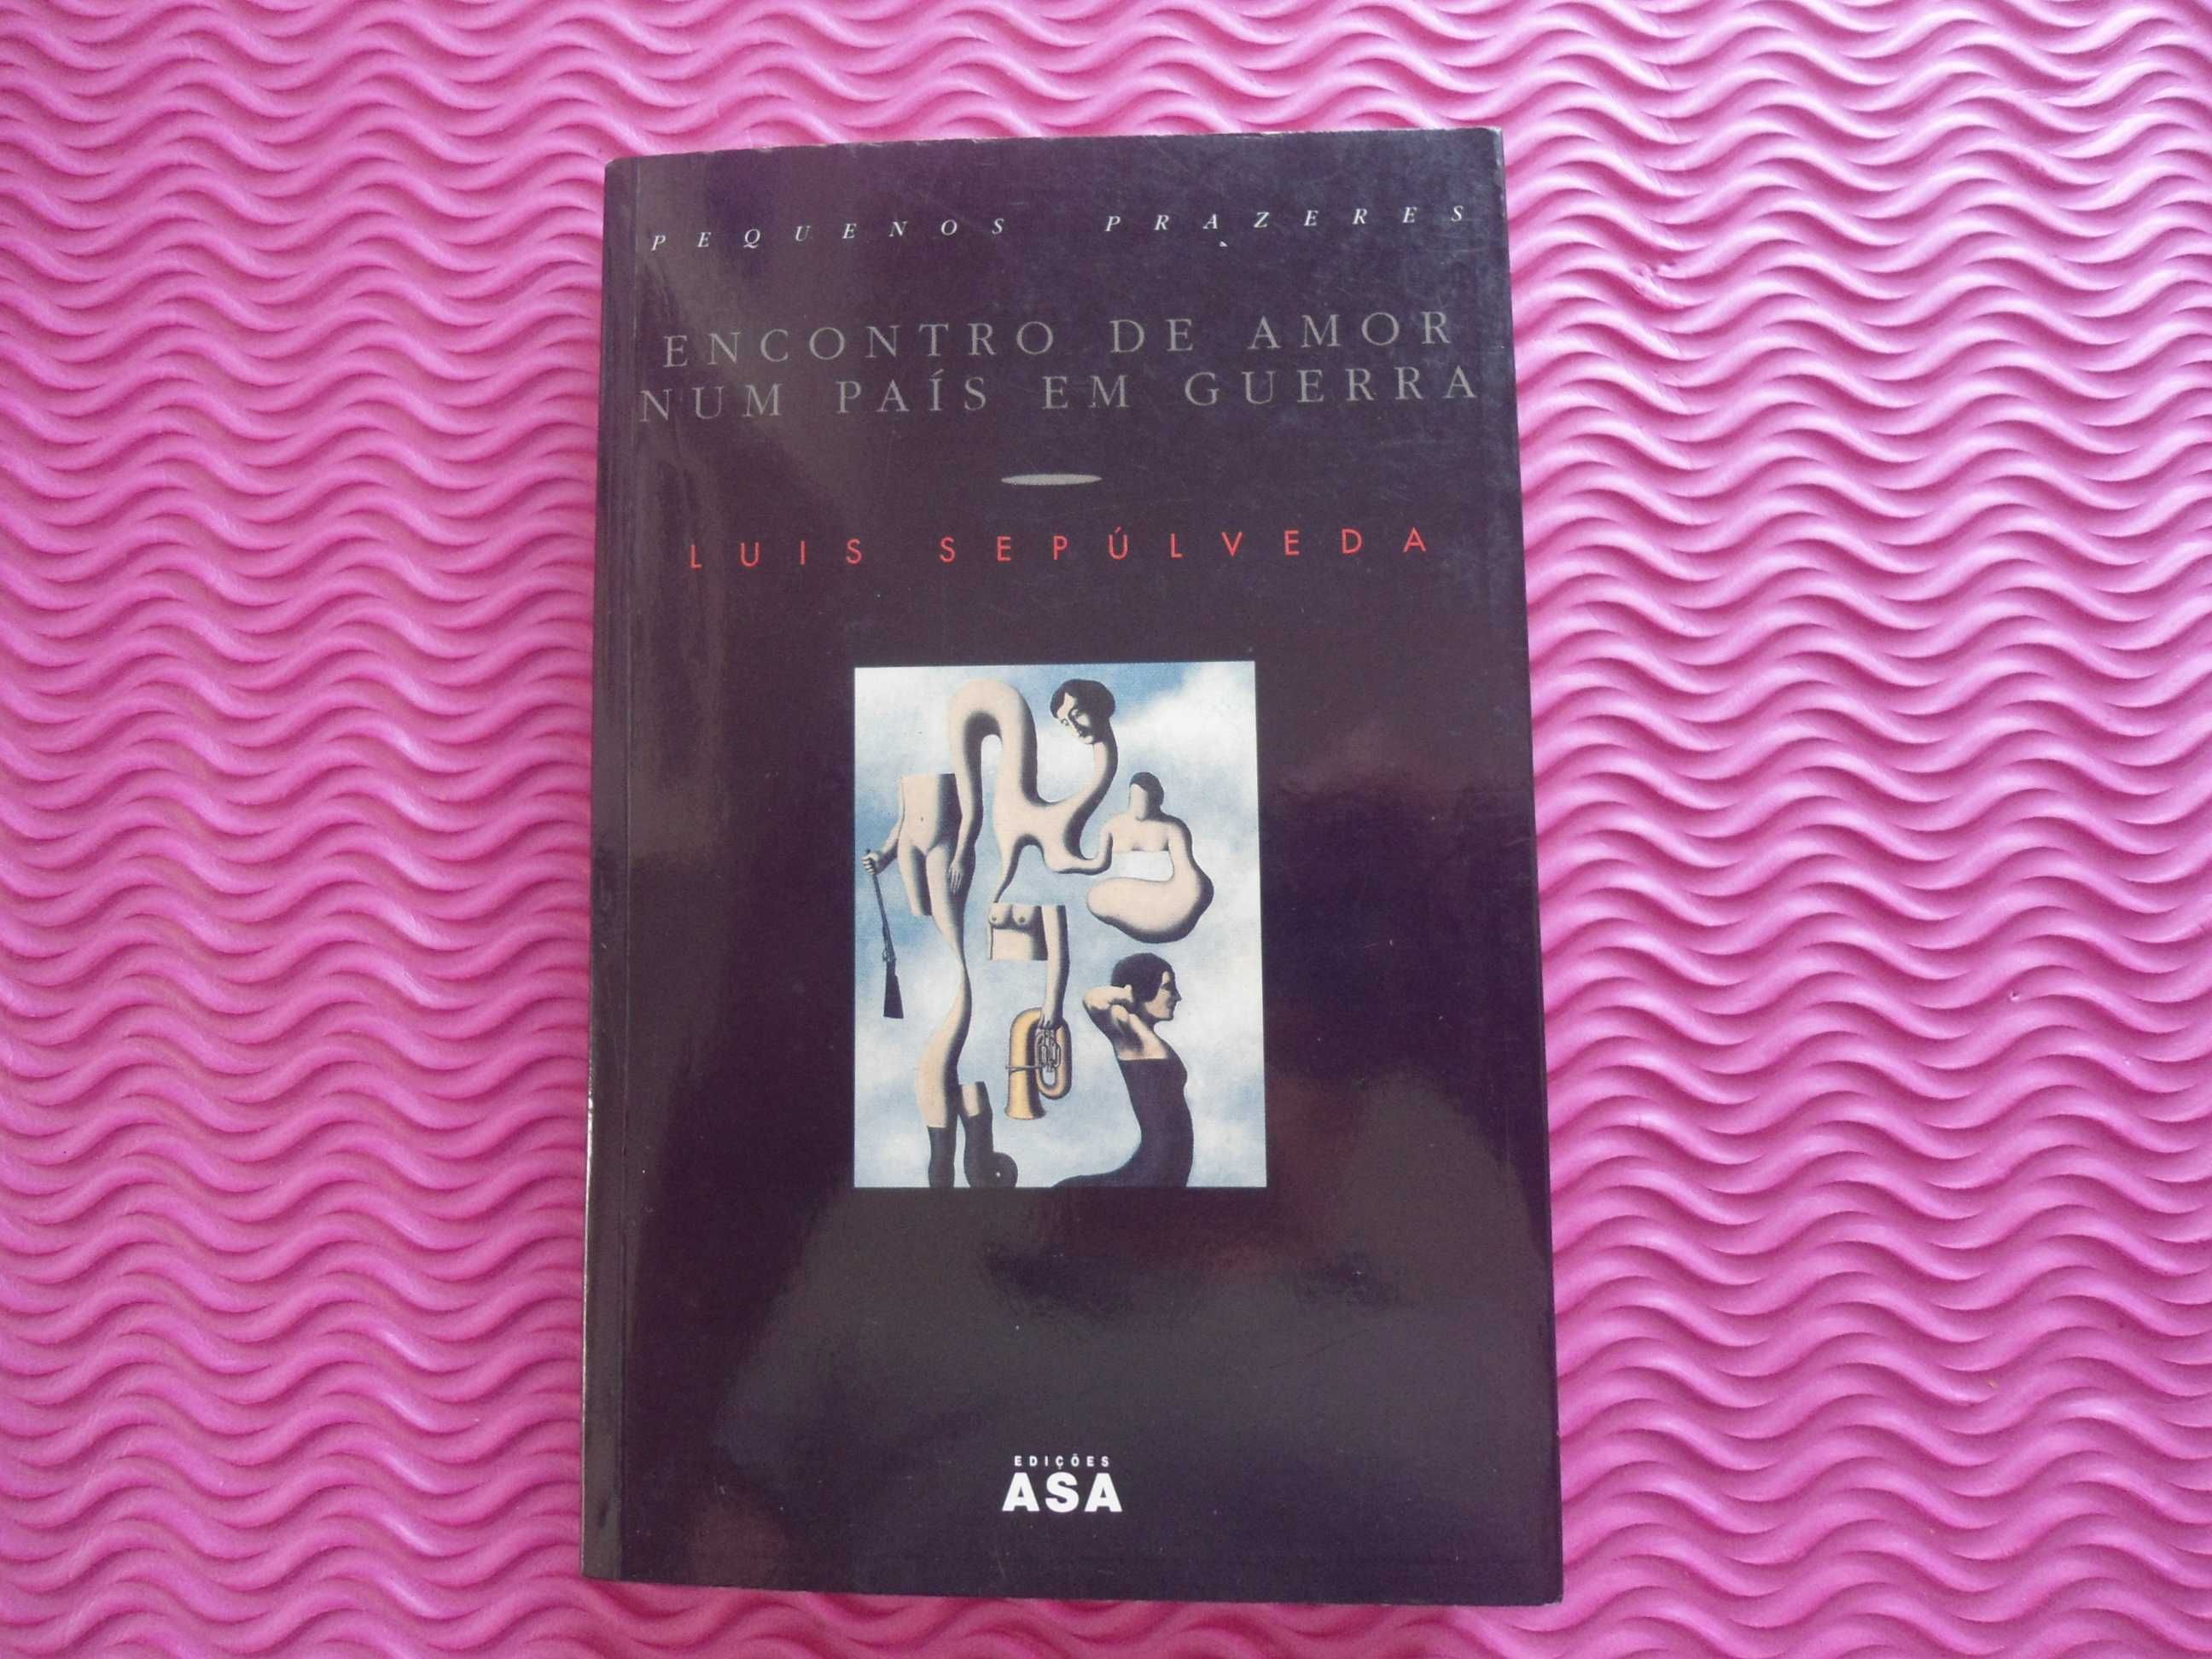 PEQUENOS PRAZERES
ENCONTRO DE AMOR
NUM PAÍS EM GUERRA
LUIS SEPÚLVEDA
EDIÇÕES
ASA